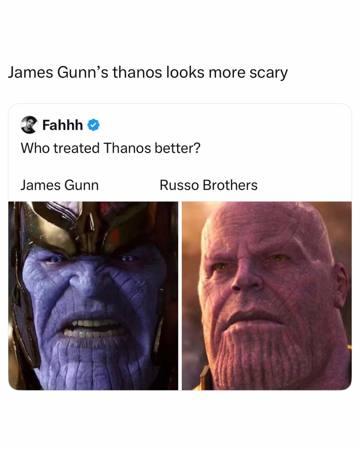 James Gunn’s thanos looks more scary
Fahhh
Who treated Thanos better?
James Gunn
Russo Brothers